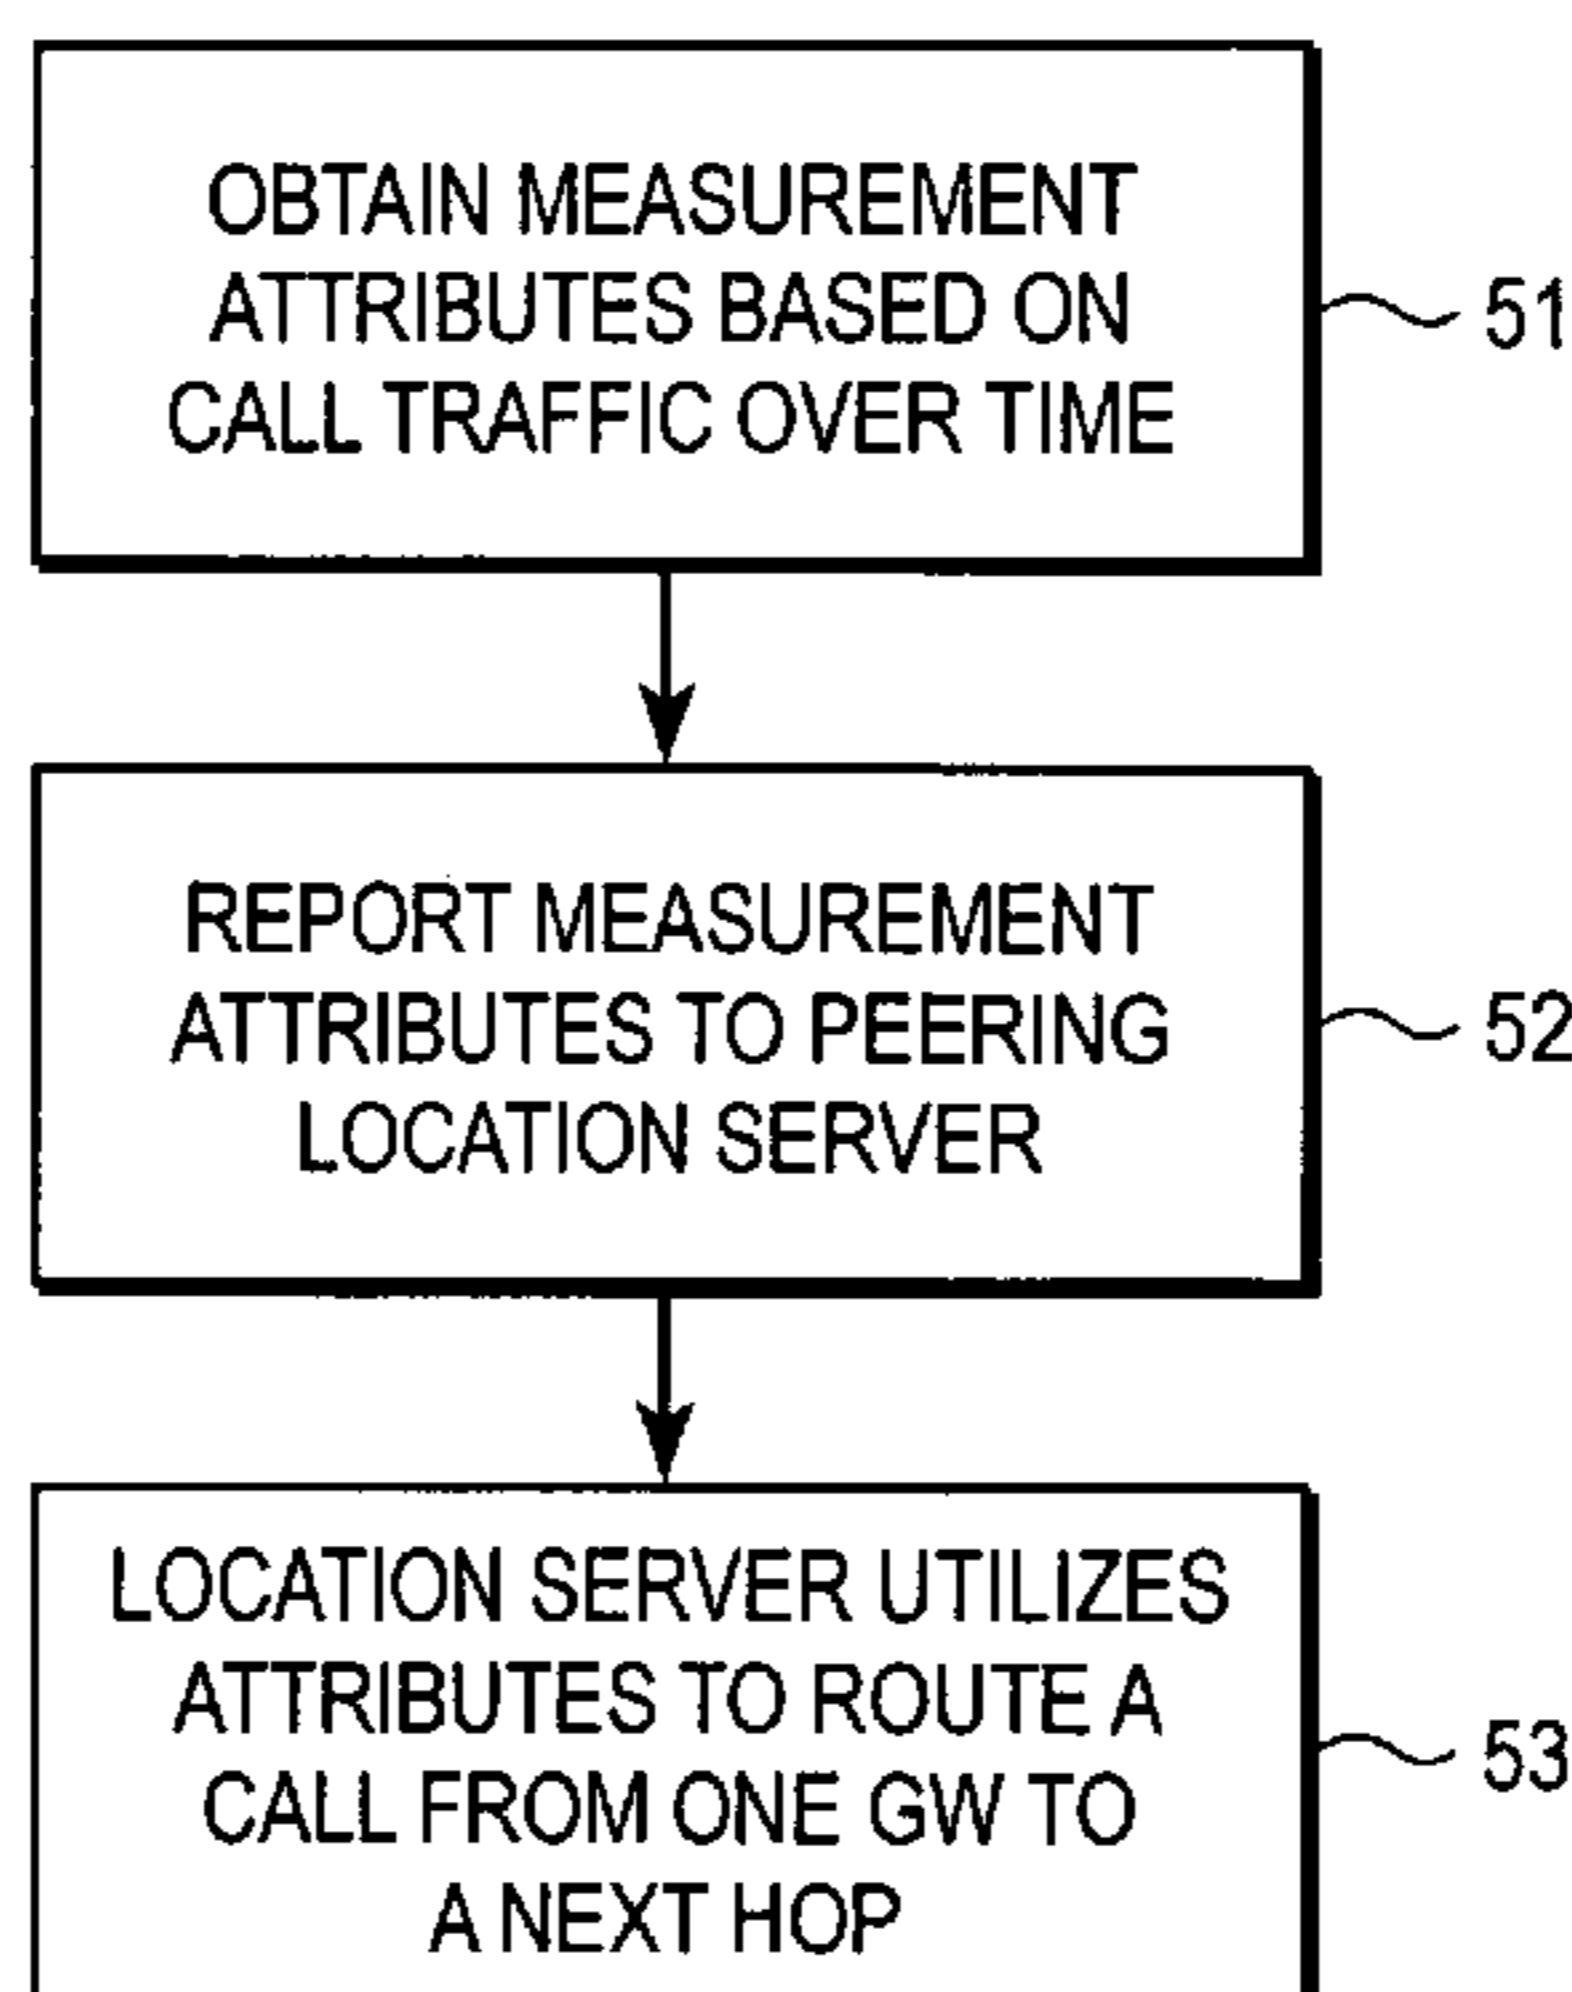 OBTAIN MEASUREMENT
ATTRIBUTES BASED ON
CALL TRAFFIC OVER TIME
51
REPORT MEASUREMENT
ATTRIBUTES TO PEERING
LOCATION SERVER
52
LOCATION SERVER UTILIZES
ATTRIBUTES TO ROUTE A
CALL FROM ONE GW TO
A NEXT HOP
53